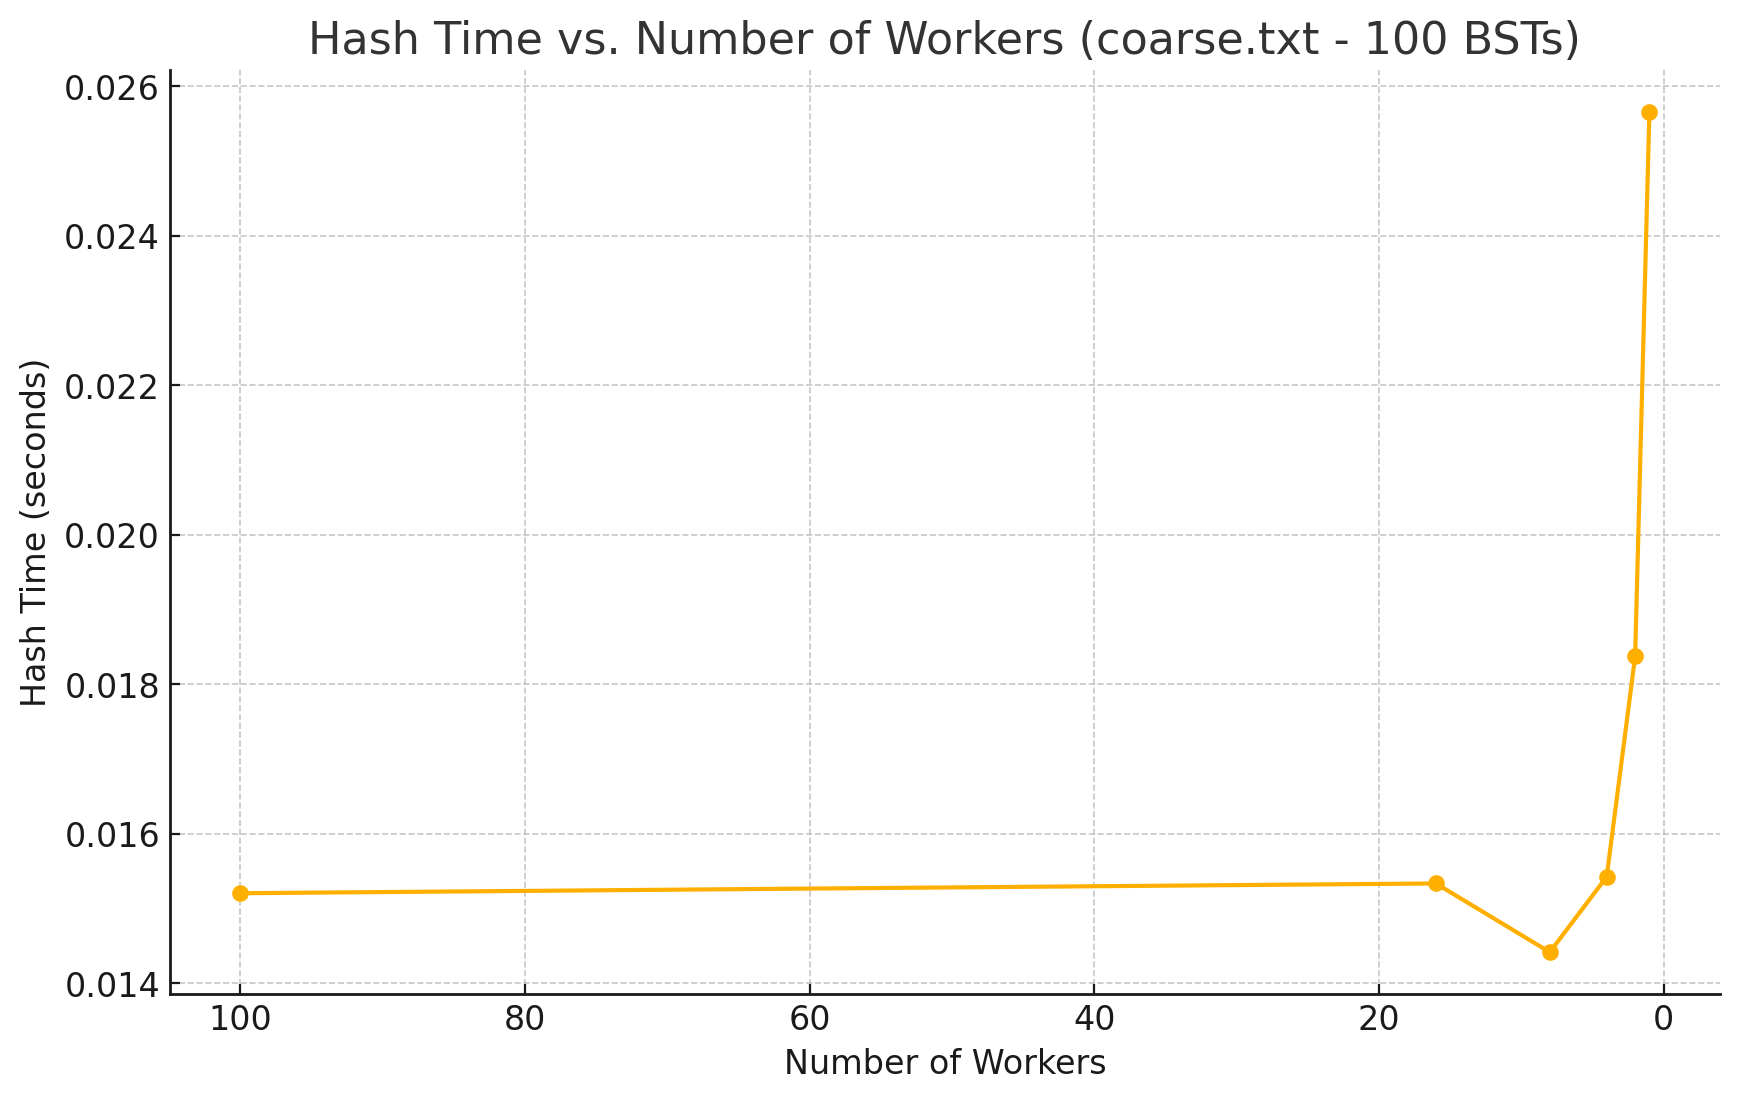 Hash Time vs. Number of Workers (coarse.txt - 100 BSTs)
Hash Time (seconds)
0.026
0.024
0.022
0.020
0.018
0.016
0.014
100 80 60 40 20 0
Number of Workers